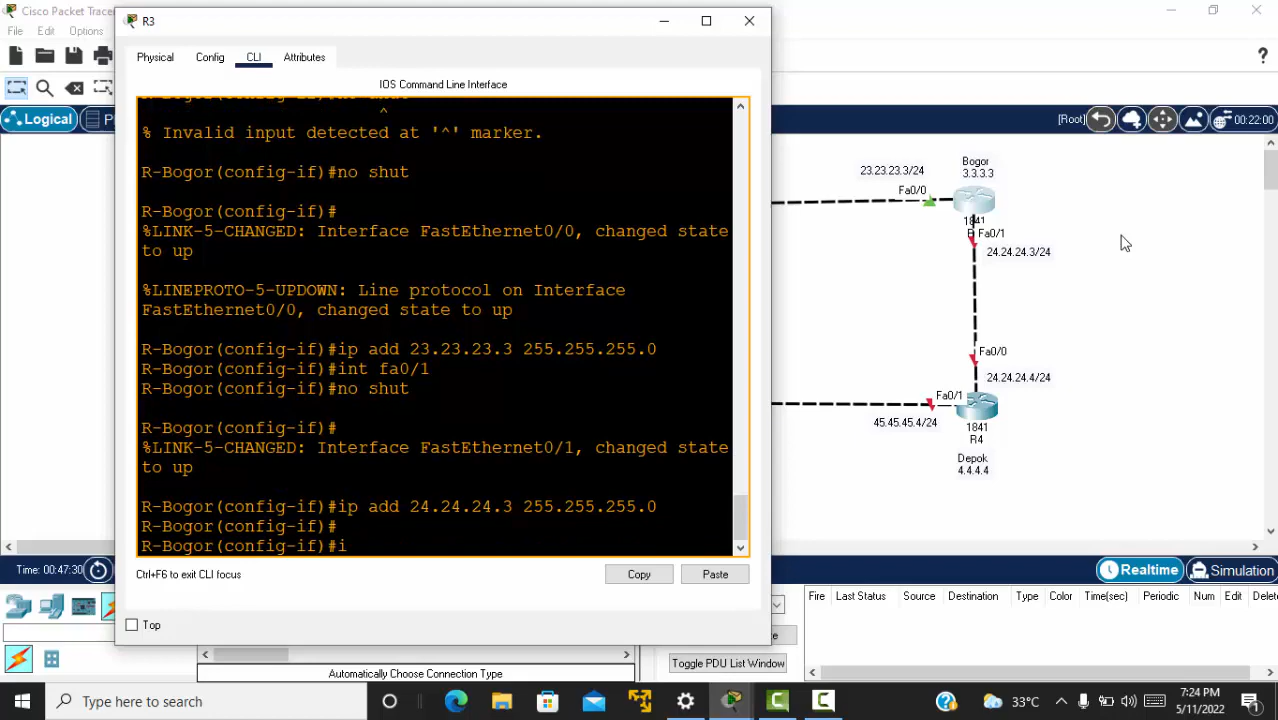 Cisco Packet Tracer
R3
File Edit Options
Physical Config CLI Attributes
IOS Command Line Interface
^
% Invalid input detected at '^' marker.
R-Bogor(config-if)#no shut
R-Bogor(config-if)#
%LINK-5-CHANGED: Interface FastEthernet0/0, changed state
to up
%LINEPROTO-5-UPDOWN: Line protocol on Interface
FastEthernet0/0, changed state to up
R-Bogor(config-if)#ip add 23.23.23.3 255.255.255.0
R-Bogor(config-if)#int fa0/1
R-Bogor(config-if)#no shut
R-Bogor(config-if)#
%LINK-5-CHANGED: Interface FastEthernet0/1, changed state
to up
R-Bogor(config-if)#ip add 24.24.24.3 255.255.255.0
R-Bogor(config-if)#
R-Bogor(config-if)#i
Ctrl+F6 to exit CLI focus
Copy
Paste
Top
Logical
[Root]
00:22:00
23.23.23.3/24
Bogor
3.3.3.3
Fa0/0
1841
Fa0/1
24.24.24.3/24
Fa0/0
24.24.24.4/24
Fa0/1
45.45.45.4/24
1841
R4
Depok
4.4.4.4
Time: 00:47:30
Realtime
Simulation
Fire Last Status Source Destination Type Color Time(sec) Periodic Num Edit Delete
Automatically Choose Connection Type
Toggle PDU List Window
Type here to search
33°C
7:24 PM
5/11/2022